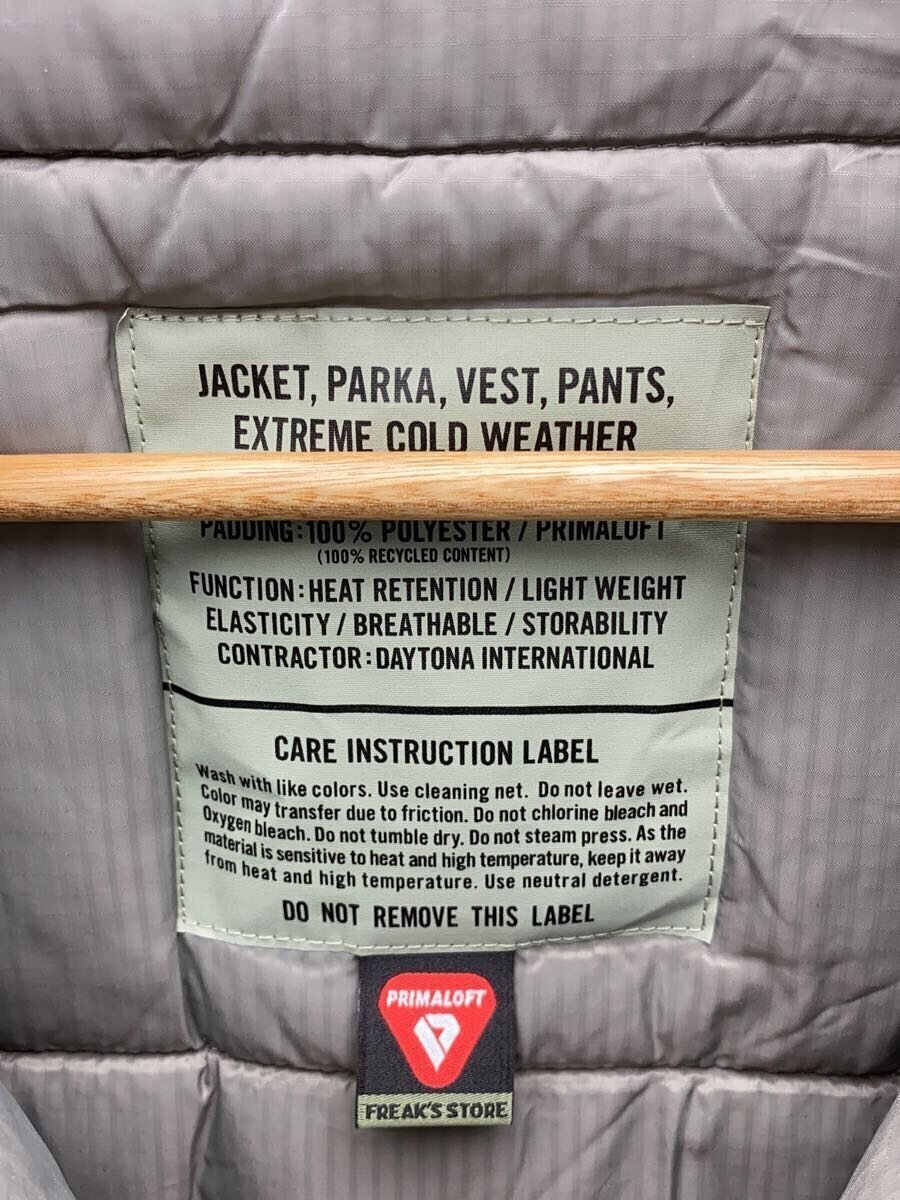 JACKET, PARKA, VEST, PANTS,
EXTREME COLD WEATHER
PADDING:100% POLYESTER / PRIMALOFT
(100% RECYCLED CONTENT)
FUNCTION:HEAT RETENTION / LIGHT WEIGHT
ELASTICITY / BREATHABLE / STORABILITY
CONTRACTOR:DAYTONA INTERNATIONAL
CARE INSTRUCTION LABEL
Wash with like colors. Use cleaning net. Do not leave wet.
Color may transfer due to friction. Do not chlorine bleach and
Oxygen bleach. Do not tumble dry. Do not steam press. As the
material is sensitive to heat and high temperature, keep it away
from heat and high temperature. Use neutral detergent.
DO NOT REMOVE THIS LABEL
PRIMALOFT
FREAK'S STORE